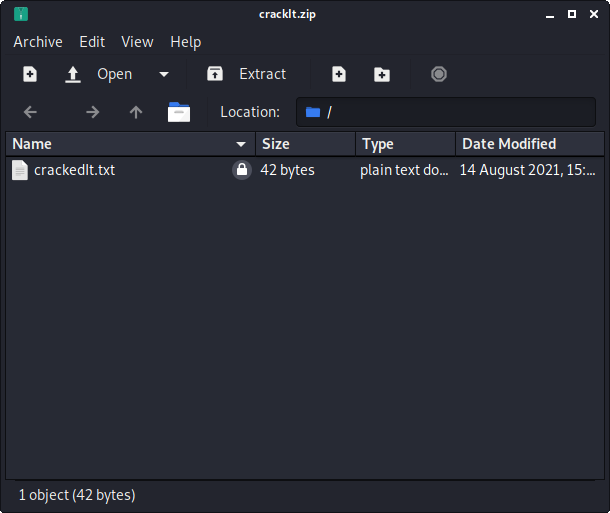 crackIt.zip
Archive Edit View Help
Open Extract
Location: /
Name Size Type Date Modified
crackedIt.txt 42 bytes plain text do... 14 August 2021, 15:...
1 object (42 bytes)